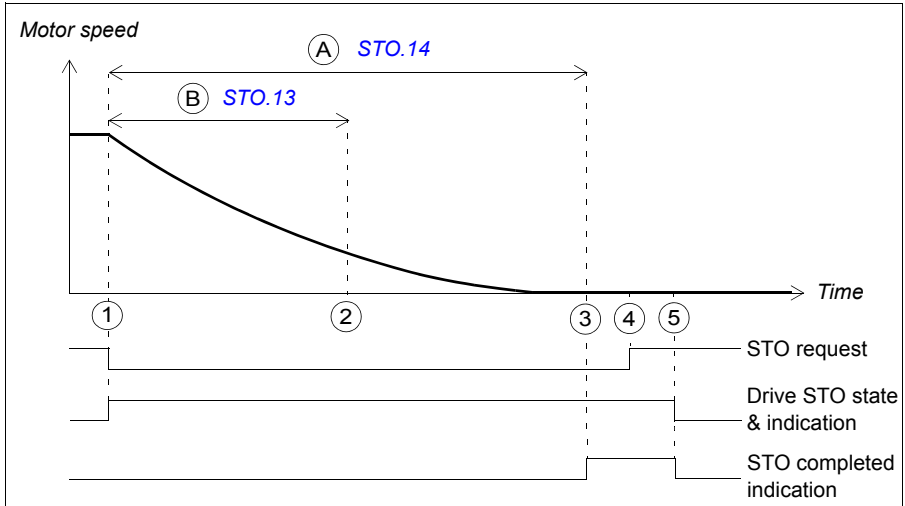 Motor speed
A STO.14
B STO.13
Time
1 2 3 4 5
STO request
Drive STO state
& indication
STO completed
indication